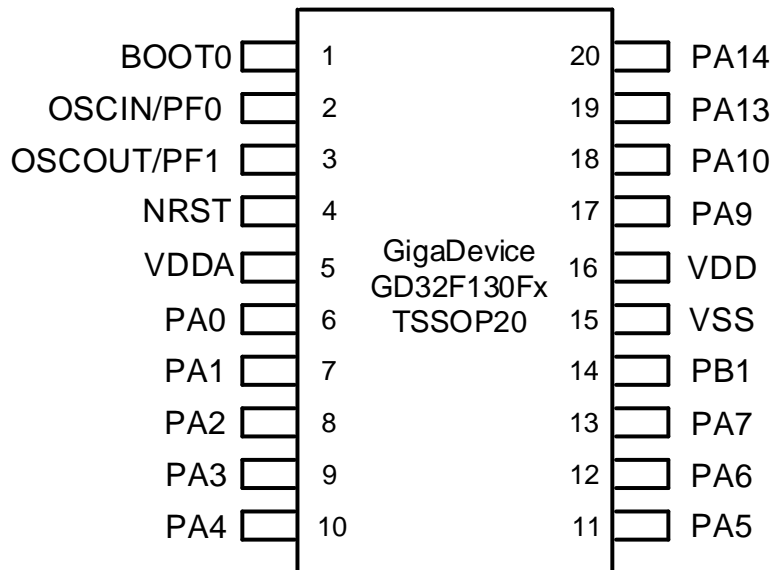 BOOT0 1 20 PA14
OSCIN/PF0 2 19 PA13
OSCOUT/PF1 3 18 PA10
NRST 4 17 PA9
VDDA 5 16 VDD
PA0 6 15 VSS
PA1 7 14 PB1
PA2 8 13 PA7
PA3 9 12 PA6
PA4 10 11 PA5
GigaDevice
GD32F130Fx
TSSOP20